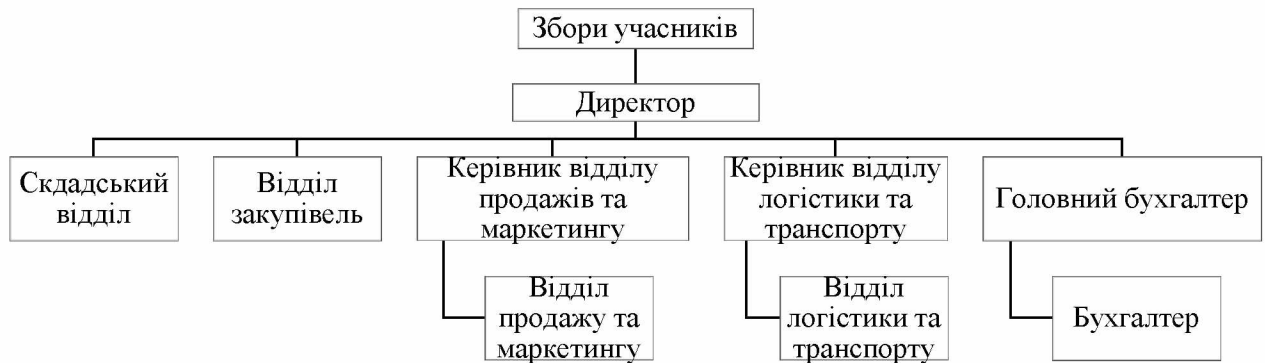 Збори учасників
Директор
Скдадський
відділ
Відділ
закупівель
Керівник відділу
продажів та
маркетингу
Керівник відділу
логістики та
транспорту
Головний бухгалтер
Відділ
продажу та
маркетингу
Відділ
логістики та
транспорту
Бухгалтер